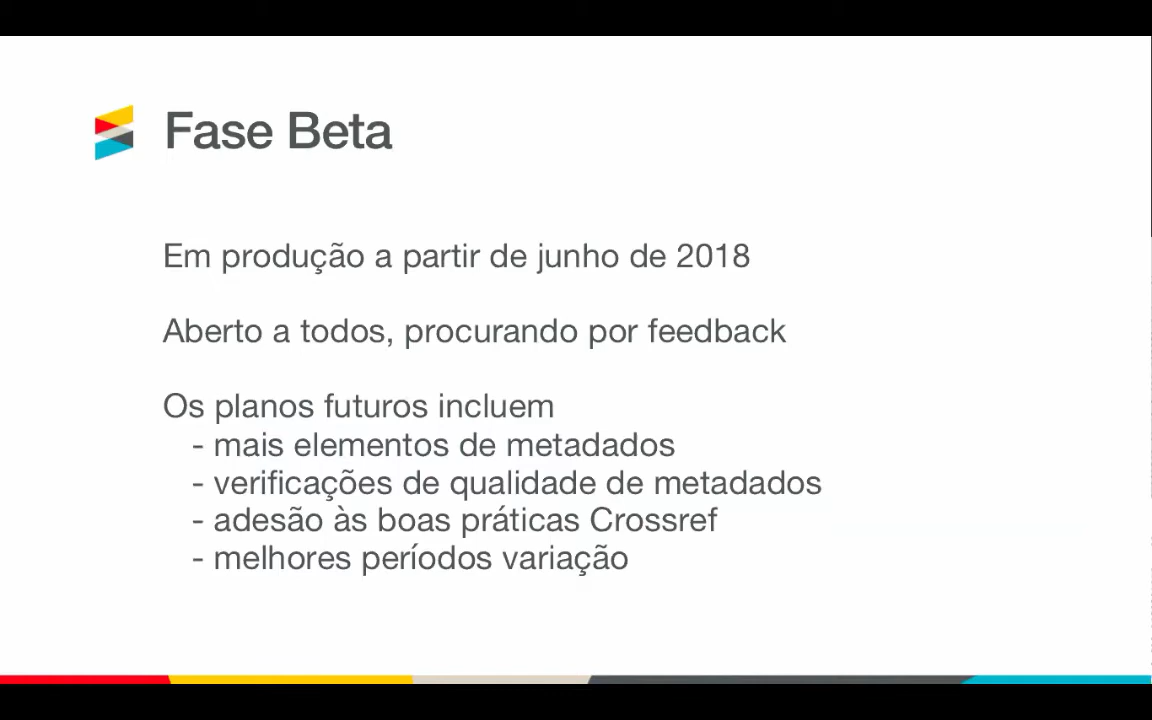 Fase Beta
Em produção a partir de junho de 2018
Aberto a todos, procurando por feedback
Os planos futuros incluem
- mais elementos de metadados
- verificações de qualidade de metadados
- adesão às boas práticas Crossref
- melhores períodos variação